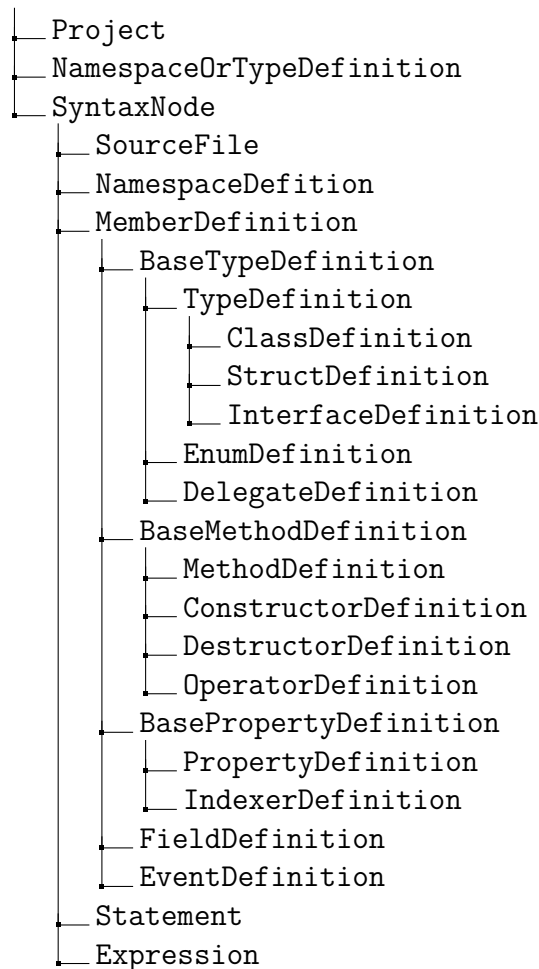 Project
NamespaceOrTypeDefinition
SyntaxNode
SourceFile
NamespaceDefition
MemberDefinition
BaseTypeDefinition
TypeDefinition
ClassDefinition
StructDefinition
InterfaceDefinition
EnumDefinition
DelegateDefinition
BaseMethodDefinition
MethodDefinition
ConstructorDefinition
DestructorDefinition
OperatorDefinition
BasePropertyDefinition
PropertyDefinition
IndexerDefinition
FieldDefinition
EventDefinition
Statement
Expression